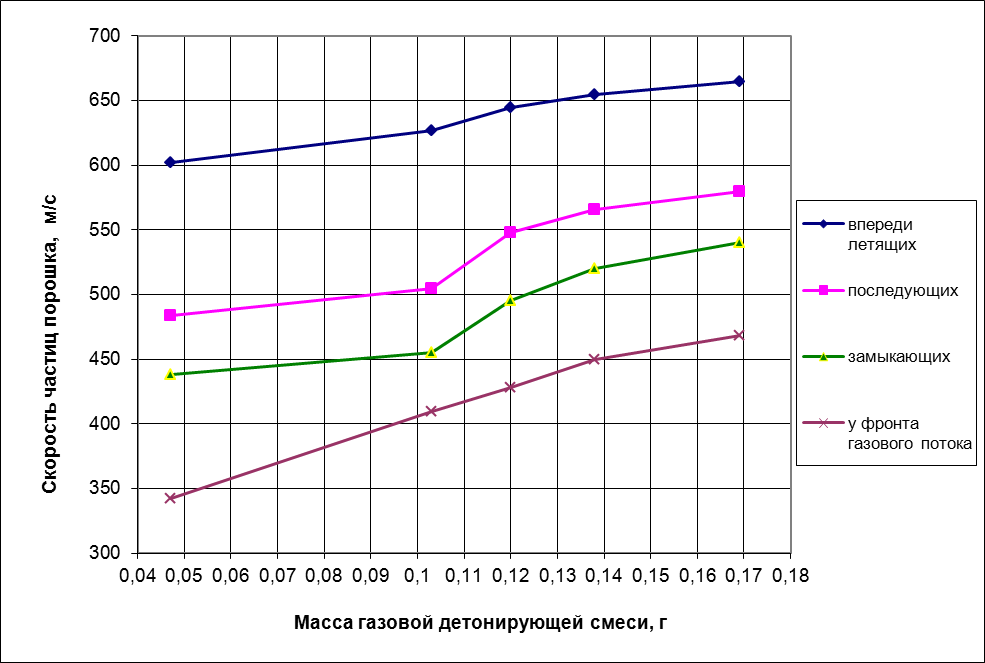 700
650
600
550
500
450
400
350
300
Скорость частиц порошка, м/с
0,04 0,05 0,06 0,07 0,08 0,09 0,1 0,11 0,12 0,13 0,14 0,15 0,16 0,17 0,18
Масса газовой детонирующей смеси, г
впереди
летящих
последующих
замыкающих
у фронта
газового потока